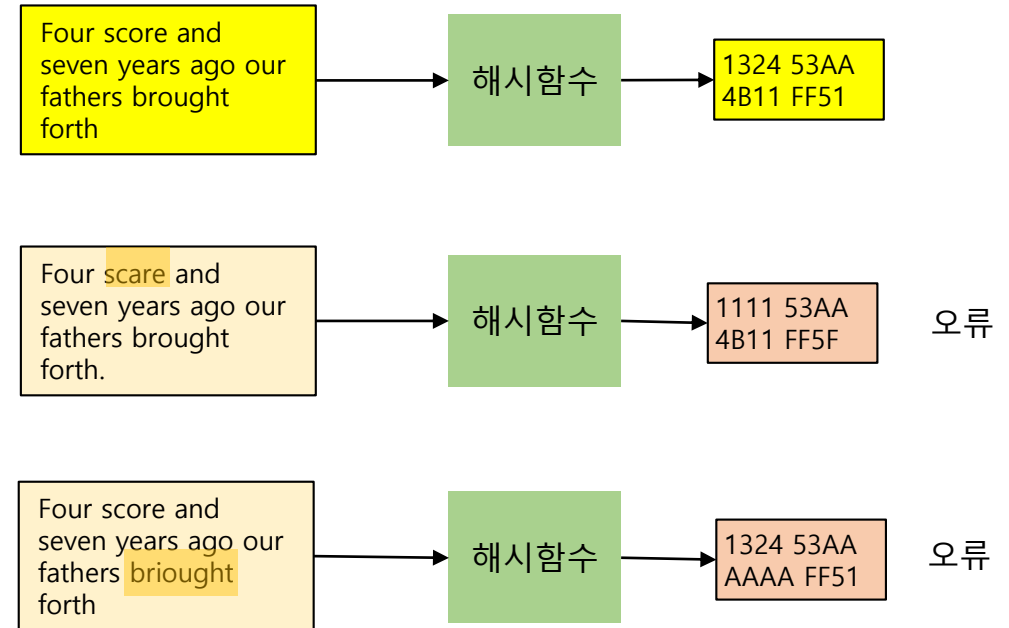 Four score and
seven years ago our
fathers brought
forth
해시함수
1324 53AA
4B11 FF51
Four scare and
seven years ago our
fathers brought
forth.
해시함수
1111 53AA
4B11 FF5F
오류
Four score and
seven years ago our
fathers briought
forth
해시함수
1324 53AA
AAAA FF51
오류